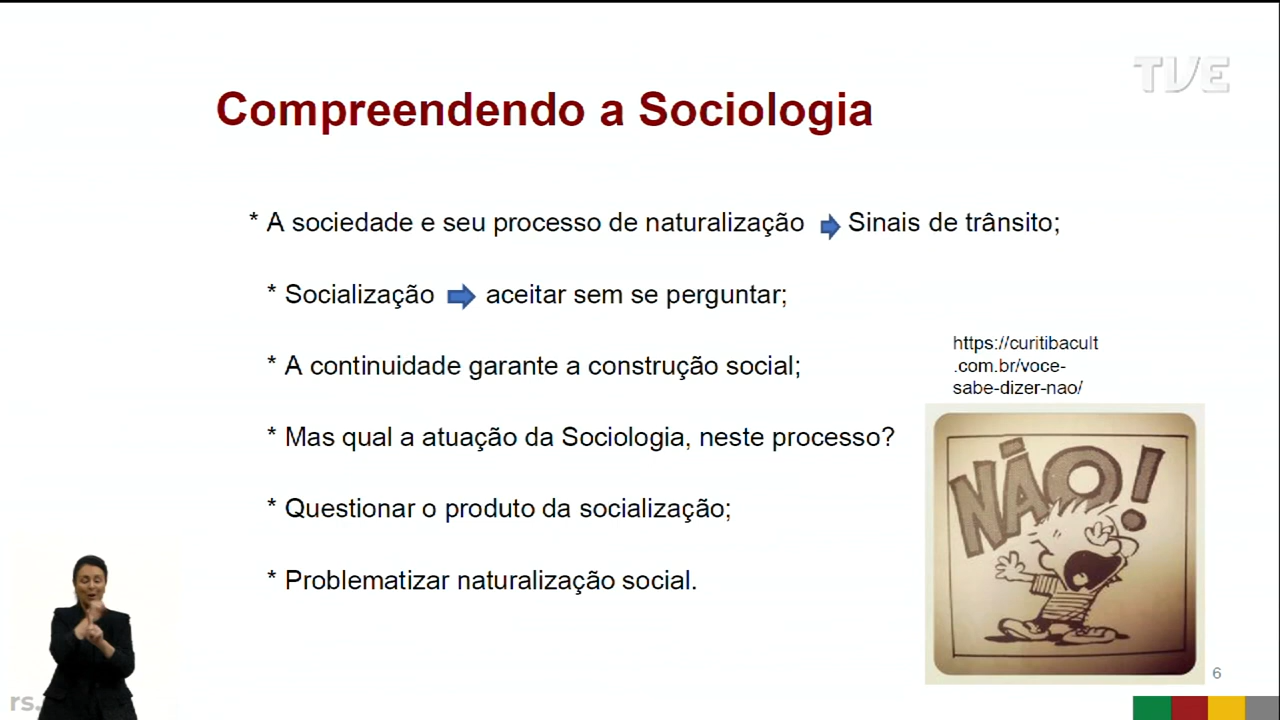 TVE
Compreendendo a Sociologia
* A sociedade e seu processo de naturalização Sinais de trânsito;
* Socialização aceitar sem se perguntar;
* A continuidade garante a construção social;
* Mas qual a atuação da Sociologia, neste processo?
* Questionar o produto da socialização;
* Problematizar naturalização social.
https://curitibacult
.com.br/voce-
sabe-dizer-nao/
NÃO!
6
rs.